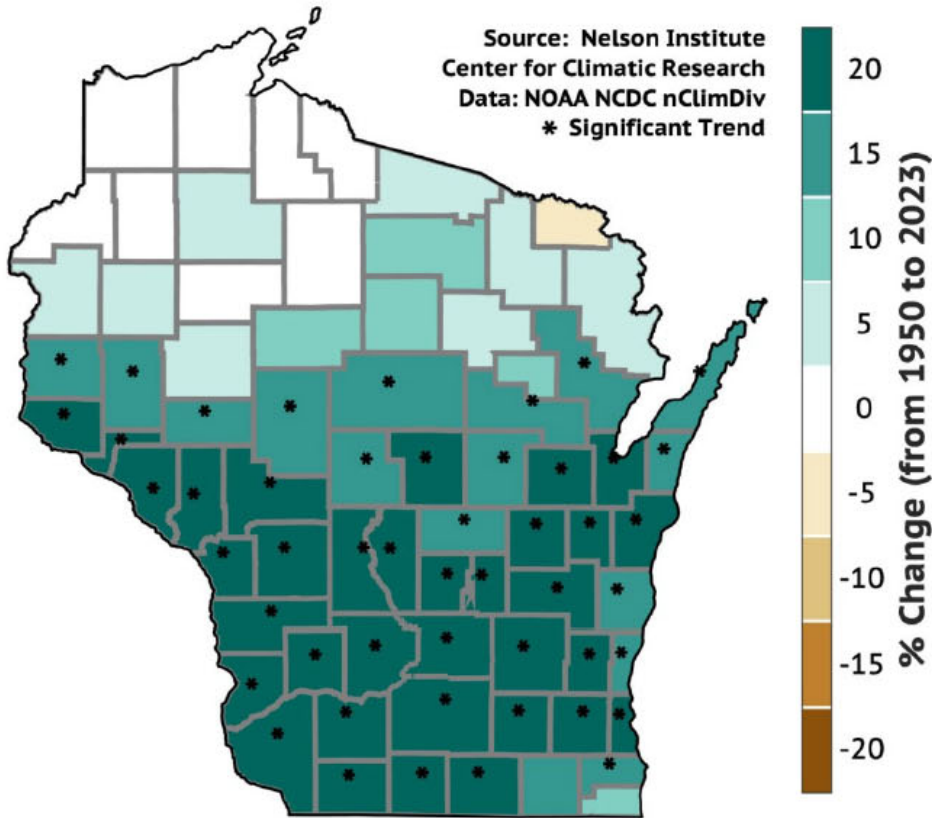 Source: Nelson Institute
Center for Climatic Research
Data: NOAA NCDC nClimDiv
* Significant Trend
20
15
10
5
0
-5
-10
-15
-20
% Change (from 1950 to 2023)